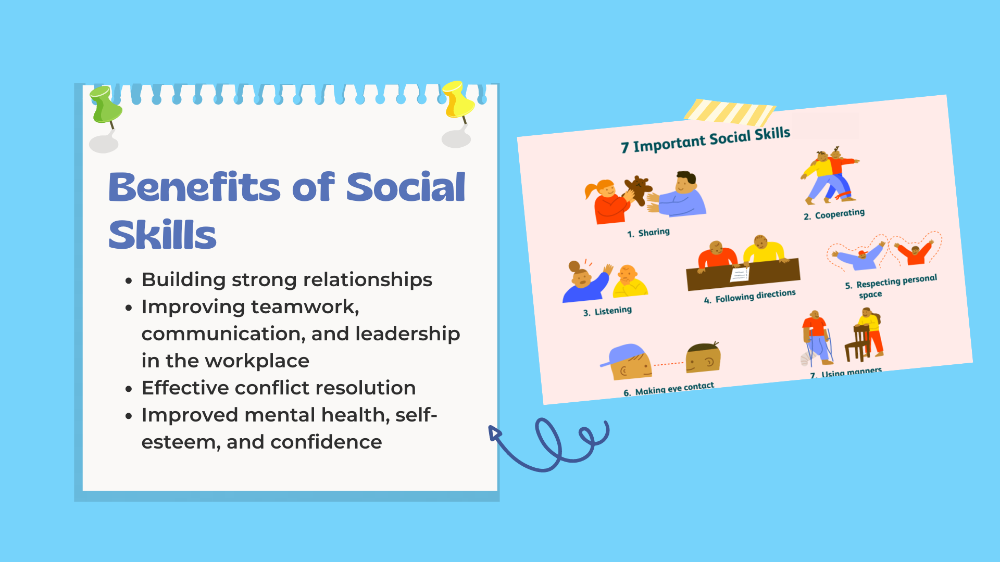 Benefits of Social
Skills
• Building strong relationships
• Improving teamwork,
communication, and leadership
in the workplace
• Effective conflict resolution
• Improved mental health, self-
esteem, and confidence
7 Important Social Skills
1. Sharing
2. Cooperating
3. Listening
4. Following directions
5. Respecting personal
space
6. Making eye contact
7. Using manners